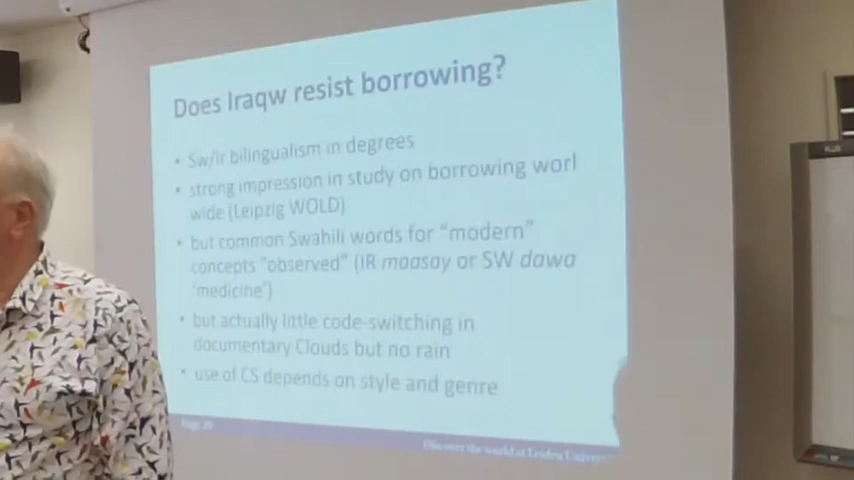 Does Iraqw resist borrowing?
• Sw/Ir bilingualism in degrees
• strong impression in study on borrowing worl
wide (Leipzig WOLD)
• but common Swahili words for "modern"
concepts "observed" (IR maasay or SW dawa
'medicine')
• but actually little code-switching in
documentary Clouds but no rain
• use of CS depends on style and genre
Page
Discover the world at Leiden Univers